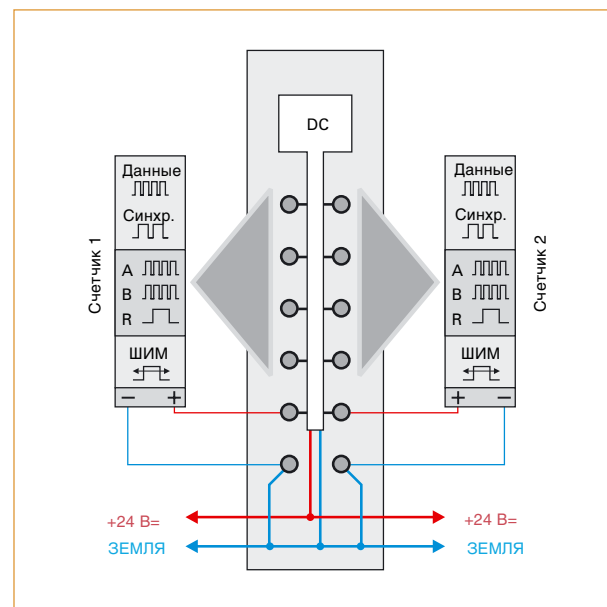 DC
Счетчик 1
Данные
Синхр.
A
B
R
ШИМ
− +
Счетчик 2
Данные
Синхр.
A
B
R
ШИМ
+ −
+24 В=
+24 В=
ЗЕМЛЯ
ЗЕМЛЯ